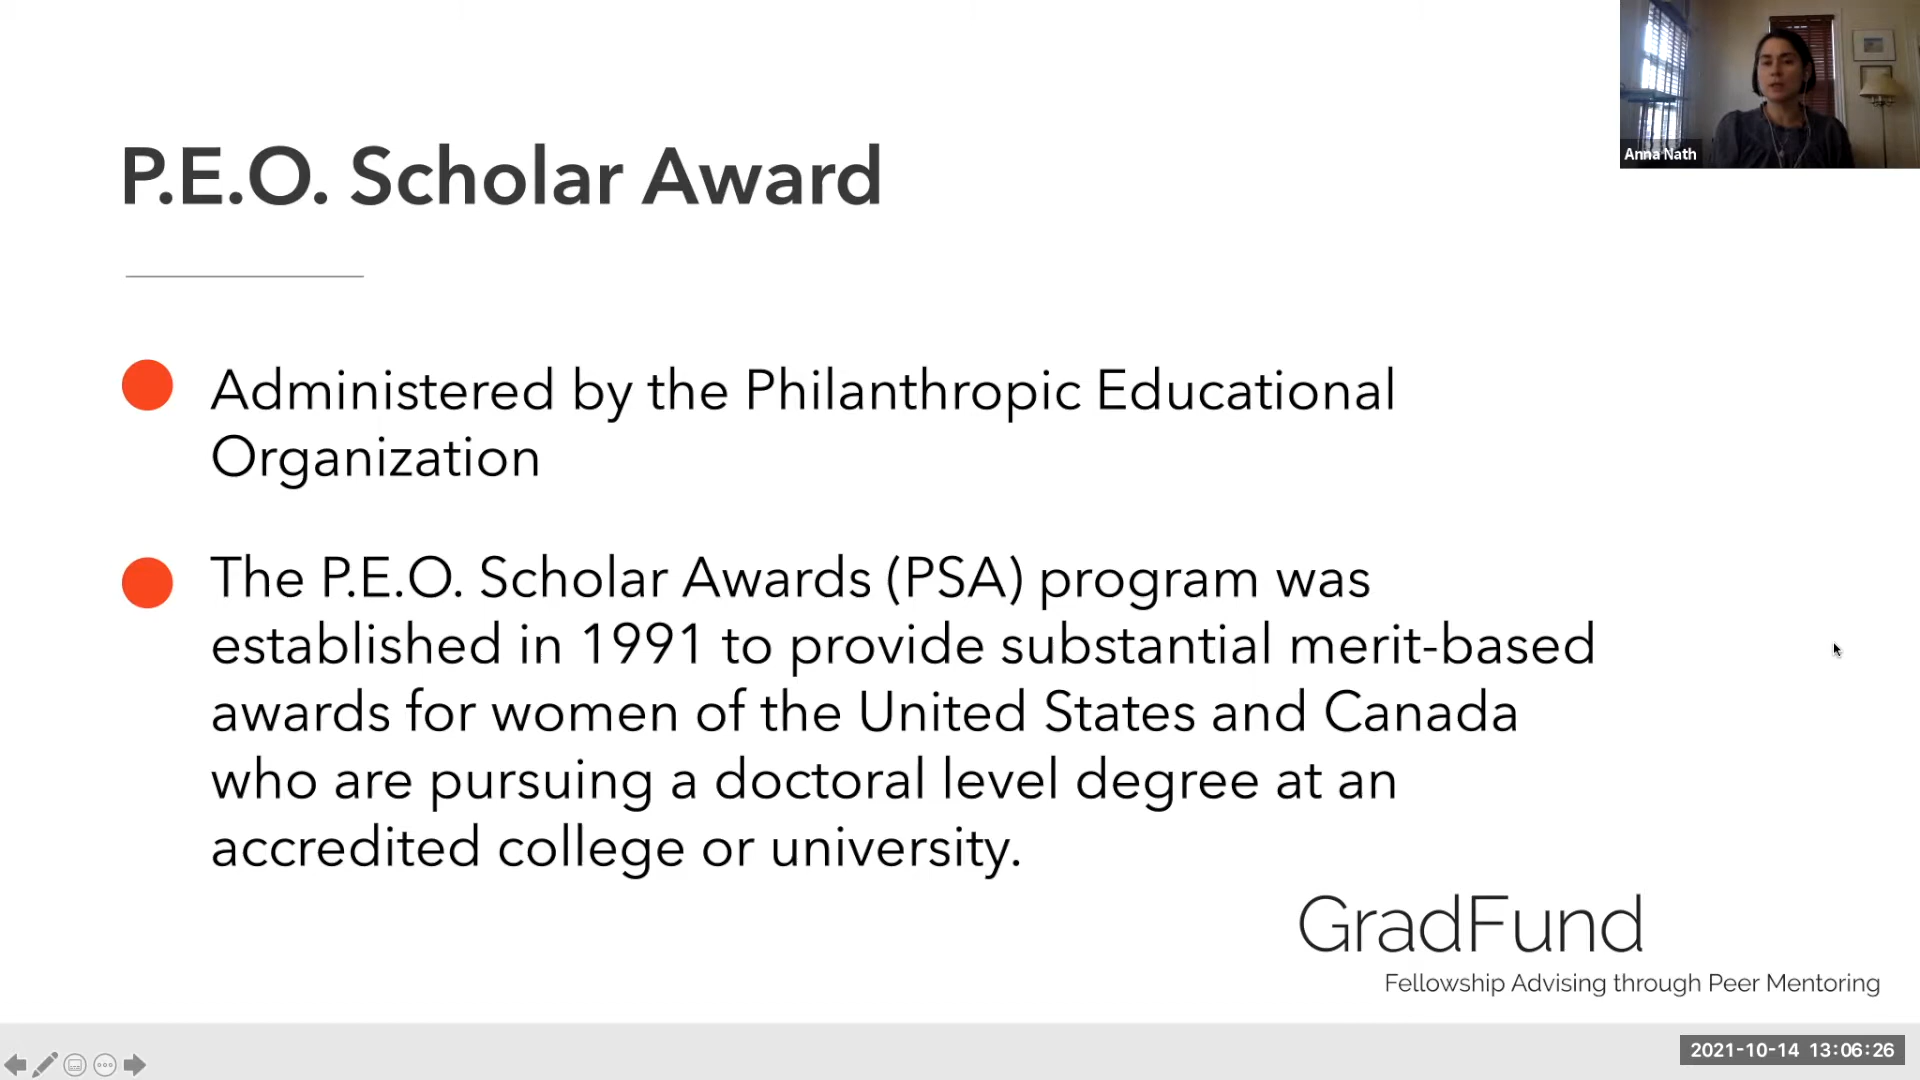 Anna Nath
P.E.O. Scholar Award
Administered by the Philanthropic Educational
Organization
The P.E.O. Scholar Awards (PSA) program was
established in 1991 to provide substantial merit-based
awards for women of the United States and Canada
who are pursuing a doctoral level degree at an
accredited college or university.
GradFund
Fellowship Advising through Peer Mentoring
2021-10-14 13:06:26